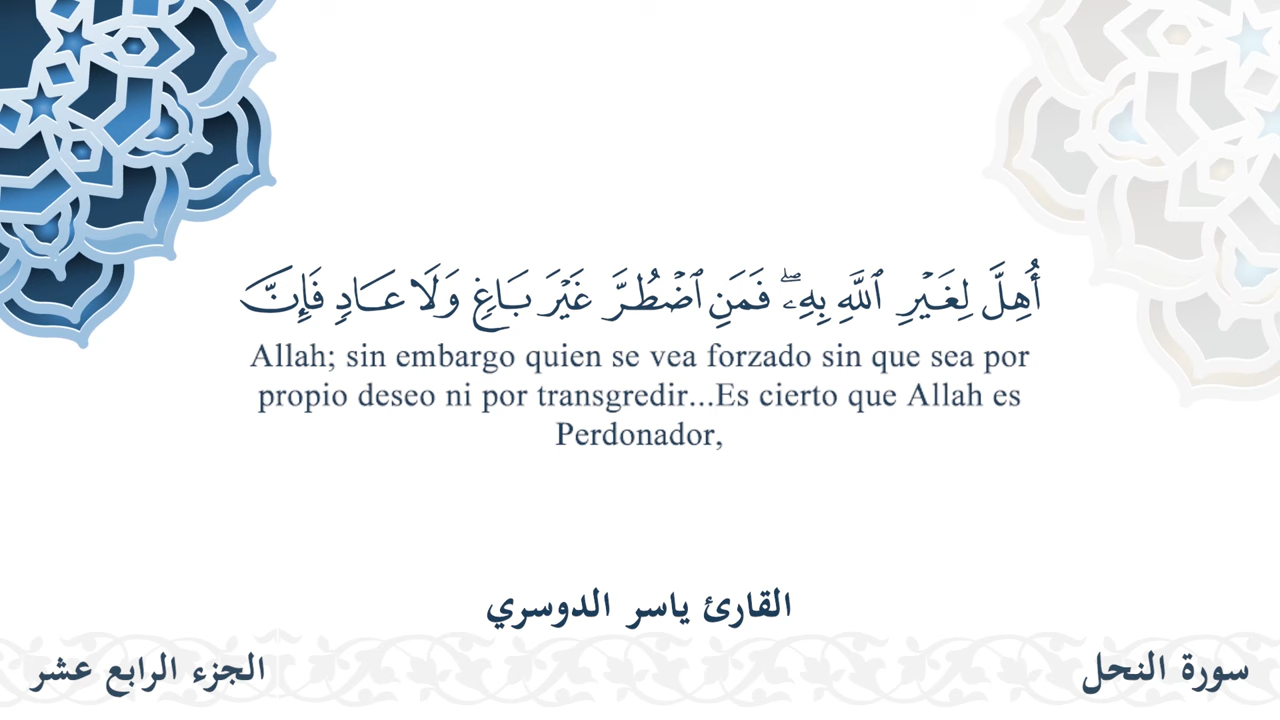 أُهِلَّ لِغَيۡرِ ٱللَّهِ بِهِۦۖ فَمَنِ ٱضۡطُرَّ غَيۡرَ بَاغٖ وَلَا عَادٖ فَإِنَّ
Allah; sin embargo quien se vea forzado sin que sea por
propio deseo ni por transgredir...Es cierto que Allah es
Perdonador,
القارئ ياسر الدوسري
سورة النحل
الجزء الرابع عشر